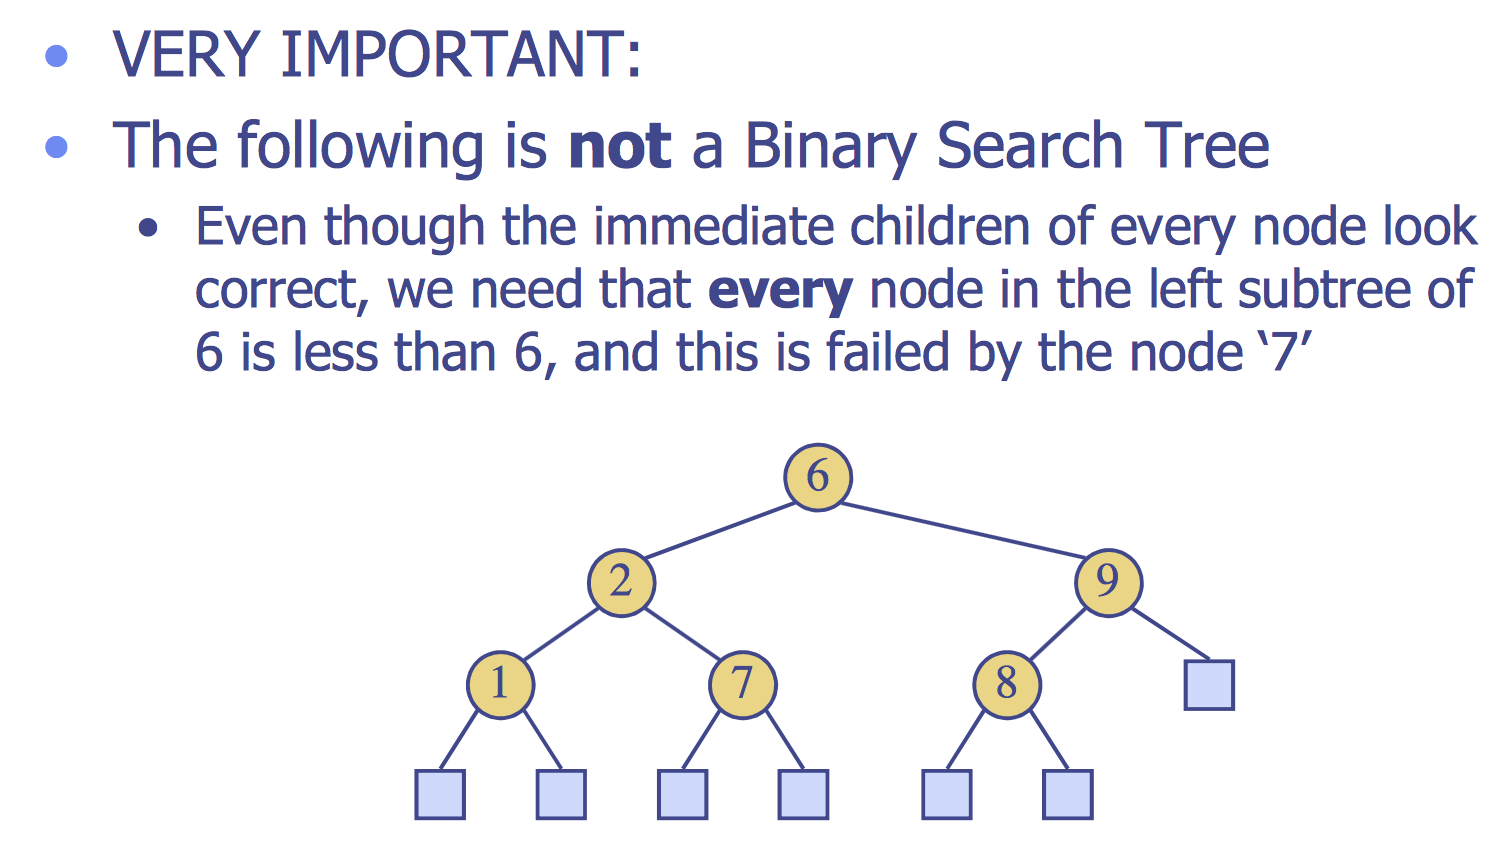 VERY IMPORTANT:
The following is not a Binary Search Tree
Even though the immediate children of every node look
correct, we need that every node in the left subtree of
6 is less than 6, and this is failed by the node ‘7’
6
2 9
1 7 8